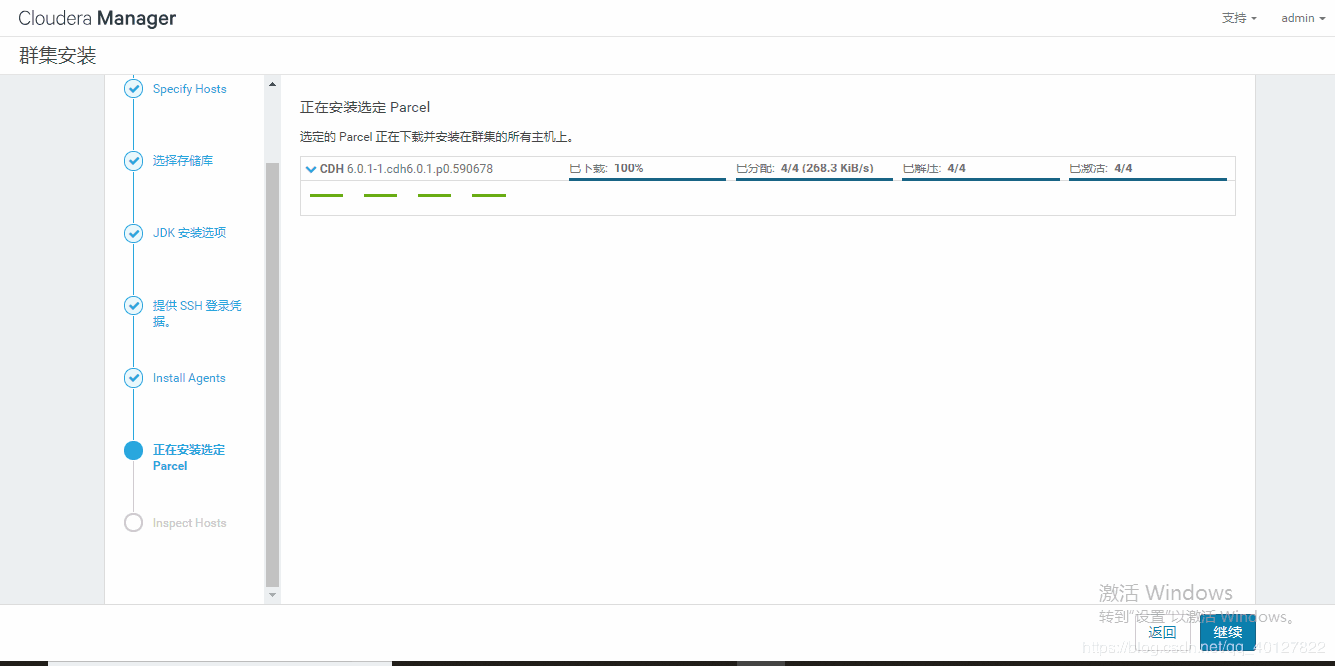 Cloudera Manager
支持
admin
群集安装
Specify Hosts
选择存储库
JDK 安装选项
提供 SSH 登录凭
据。
Install Agents
正在安装选定
Parcel
Inspect Hosts
正在安装选定 Parcel
选定的 Parcel 正在下载并安装在群集的所有主机上。
CDH 6.0.1-1.cdh6.0.1.p0.590678 已下载: 100% 已分配: 4/4 (268.3 KiB/s) 已解压: 4/4 已激活: 4/4
激活 Windows
转到"设置"以激活 Windows。
返回
继续
https://blog.csdn.net/qq_40127822